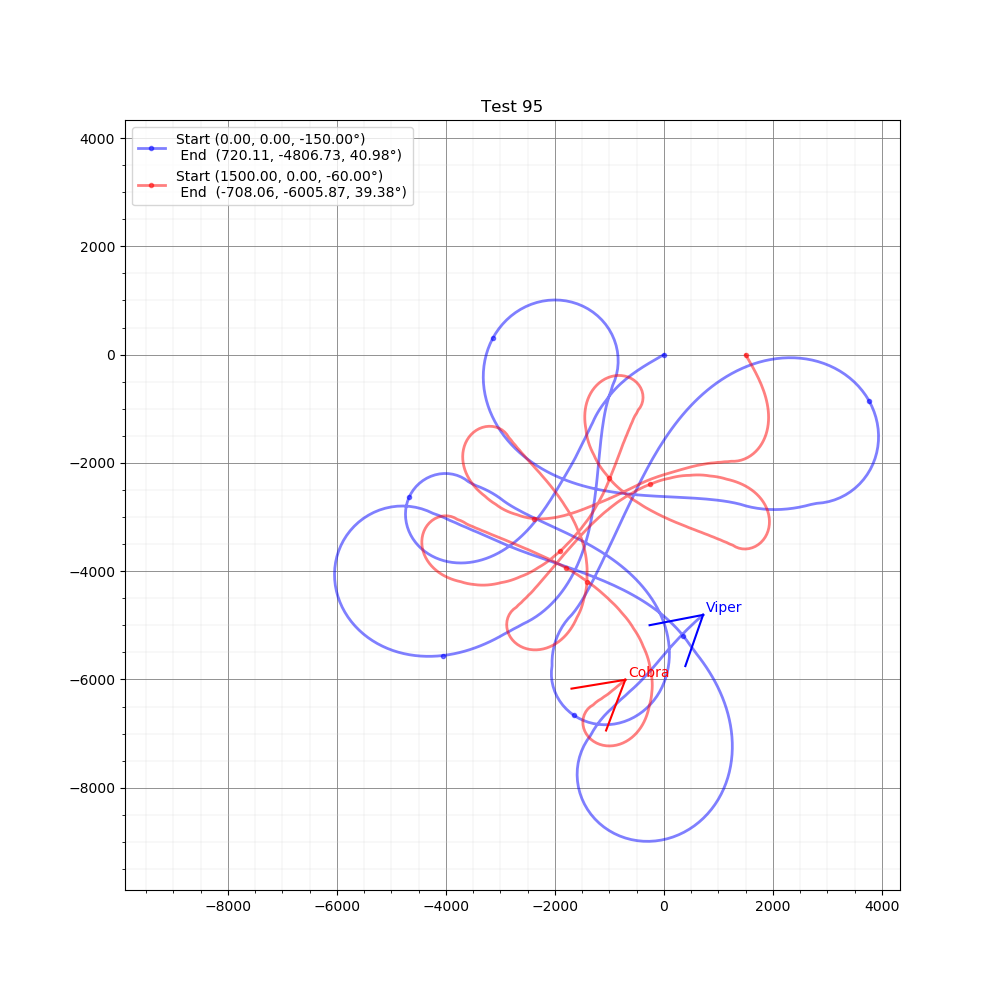 Test 95
Start (0.00, 0.00, -150.00°)
End (720.11, -4806.73, 40.98°)
Start (1500.00, 0.00, -60.00°)
End (-708.06, -6005.87, 39.38°)
4000
2000
0
−2000
−4000
−6000
−8000
Viper
Cobra
−8000 −6000 −4000 −2000 0 2000 4000